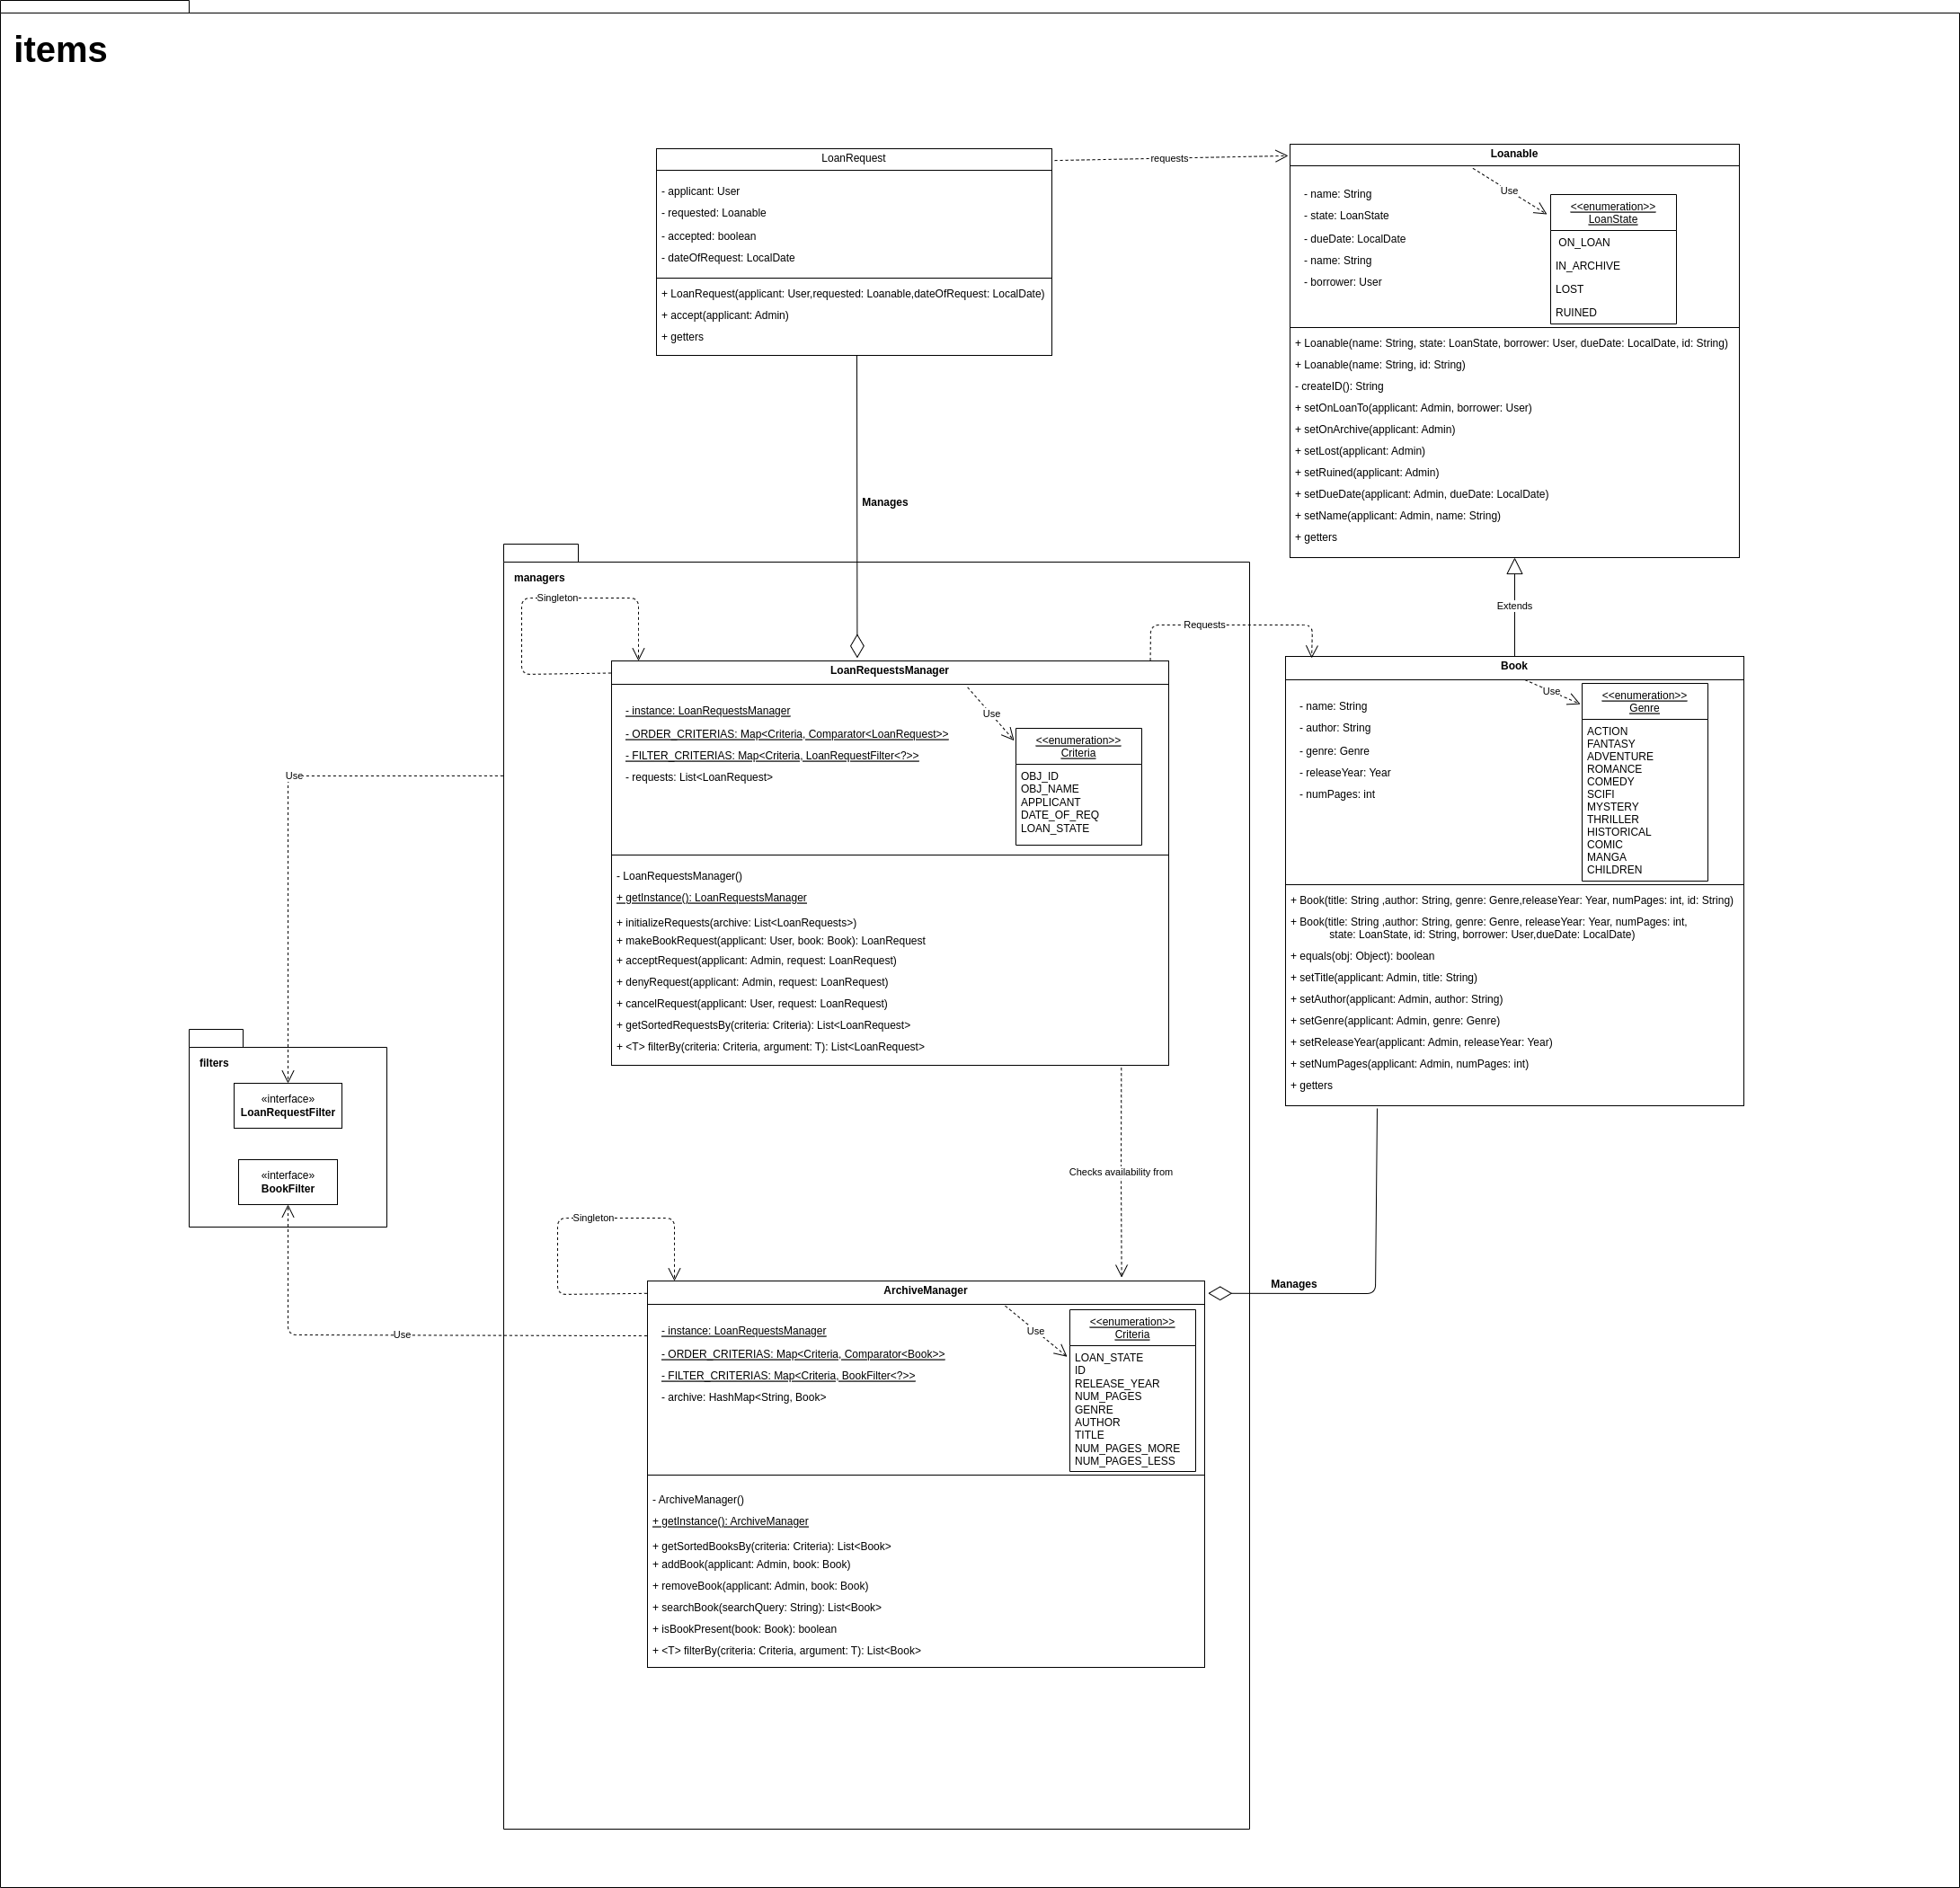 items
LoanRequest
- applicant: User
- requested: Loanable
- accepted: boolean
- dateOfRequest: LocalDate
+ LoanRequest(applicant: User,requested: Loanable,dateOfRequest: LocalDate)
+ accept(applicant: Admin)
+ getters
requests
Loanable
- name: String
- state: LoanState
- dueDate: LocalDate
- name: String
- borrower: User
Use
<<enumeration>>
LoanState
ON_LOAN
IN_ARCHIVE
LOST
RUINED
+ Loanable(name: String, state: LoanState, borrower: User, dueDate: LocalDate, id: String)
+ Loanable(name: String, id: String)
- createID(): String
+ setOnLoanTo(applicant: Admin, borrower: User)
+ setOnArchive(applicant: Admin)
+ setLost(applicant: Admin)
+ setRuined(applicant: Admin)
+ setDueDate(applicant: Admin, dueDate: LocalDate)
+ setName(applicant: Admin, name: String)
+ getters
Manages
managers
Singleton
Requests
Extends
LoanRequestsManager
- instance: LoanRequestsManager
- ORDER_CRITERIAS: Map<Criteria, Comparator<LoanRequest>>
- FILTER_CRITERIAS: Map<Criteria, LoanRequestFilter<?>>
- requests: List<LoanRequest>
Use
<<enumeration>>
Criteria
OBJ_ID
OBJ_NAME
APPLICANT
DATE_OF_REQ
LOAN_STATE
- LoanRequestsManager()
+ getInstance(): LoanRequestsManager
+ initializeRequests(archive: List<LoanRequests>)
+ makeBookRequest(applicant: User, book: Book): LoanRequest
+ acceptRequest(applicant: Admin, request: LoanRequest)
+ denyRequest(applicant: Admin, request: LoanRequest)
+ cancelRequest(applicant: User, request: LoanRequest)
+ getSortedRequestsBy(criteria: Criteria): List<LoanRequest>
+ <T> filterBy(criteria: Criteria, argument: T): List<LoanRequest>
Book
- name: String
- author: String
- genre: Genre
- releaseYear: Year
- numPages: int
Use
<<enumeration>>
Genre
ACTION
FANTASY
ADVENTURE
ROMANCE
COMEDY
SCIFI
MYSTERY
THRILLER
HISTORICAL
COMIC
MANGA
CHILDREN
+ Book(title: String ,author: String, genre: Genre,releaseYear: Year, numPages: int, id: String)
+ Book(title: String ,author: String, genre: Genre, releaseYear: Year, numPages: int,
state: LoanState, id: String, borrower: User,dueDate: LocalDate)
+ equals(obj: Object): boolean
+ setTitle(applicant: Admin, title: String)
+ setAuthor(applicant: Admin, author: String)
+ setGenre(applicant: Admin, genre: Genre)
+ setReleaseYear(applicant: Admin, releaseYear: Year)
+ setNumPages(applicant: Admin, numPages: int)
+ getters
Use
filters
«interface»
LoanRequestFilter
«interface»
BookFilter
Use
Checks availability from
Singleton
Manages
ArchiveManager
- instance: LoanRequestsManager
- ORDER_CRITERIAS: Map<Criteria, Comparator<Book>>
- FILTER_CRITERIAS: Map<Criteria, BookFilter<?>>
- archive: HashMap<String, Book>
Use
<<enumeration>>
Criteria
LOAN_STATE
ID
RELEASE_YEAR
NUM_PAGES
GENRE
AUTHOR
TITLE
NUM_PAGES_MORE
NUM_PAGES_LESS
- ArchiveManager()
+ getInstance(): ArchiveManager
+ getSortedBooksBy(criteria: Criteria): List<Book>
+ addBook(applicant: Admin, book: Book)
+ removeBook(applicant: Admin, book: Book)
+ searchBook(searchQuery: String): List<Book>
+ isBookPresent(book: Book): boolean
+ <T> filterBy(criteria: Criteria, argument: T): List<Book>